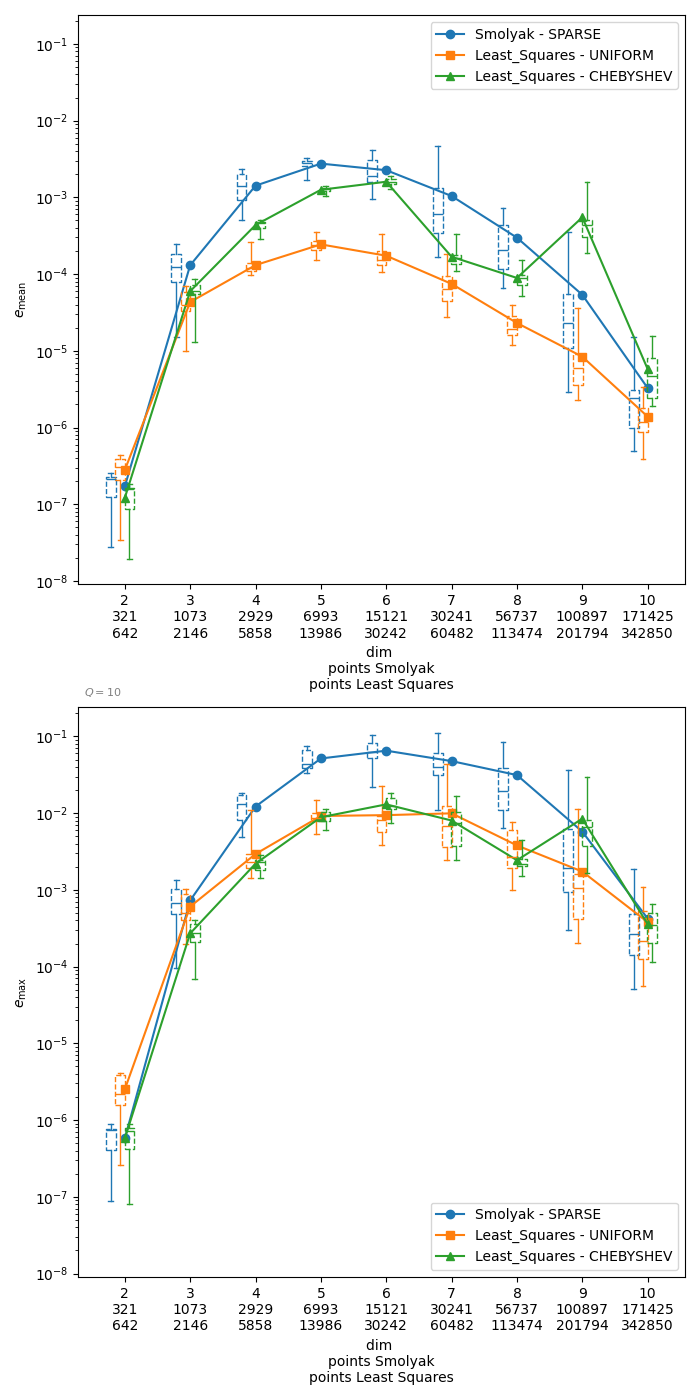 10⁻¹
10⁻²
10⁻³
10⁻⁴
10⁻⁵
10⁻⁶
10⁻⁷
10⁻⁸
e_mean
Smolyak - SPARSE
Least_Squares - UNIFORM
Least_Squares - CHEBYSHEV
2 3 4 5 6 7 8 9 10
321 1073 2929 6993 15121 30241 56737 100897 171425
642 2146 5858 13986 30242 60482 113474 201794 342850
dim
points Smolyak
points Least Squares
Q = 10
10⁻¹
10⁻²
10⁻³
10⁻⁴
10⁻⁵
10⁻⁶
10⁻⁷
10⁻⁸
e_max
Smolyak - SPARSE
Least_Squares - UNIFORM
Least_Squares - CHEBYSHEV
2 3 4 5 6 7 8 9 10
321 1073 2929 6993 15121 30241 56737 100897 171425
642 2146 5858 13986 30242 60482 113474 201794 342850
dim
points Smolyak
points Least Squares